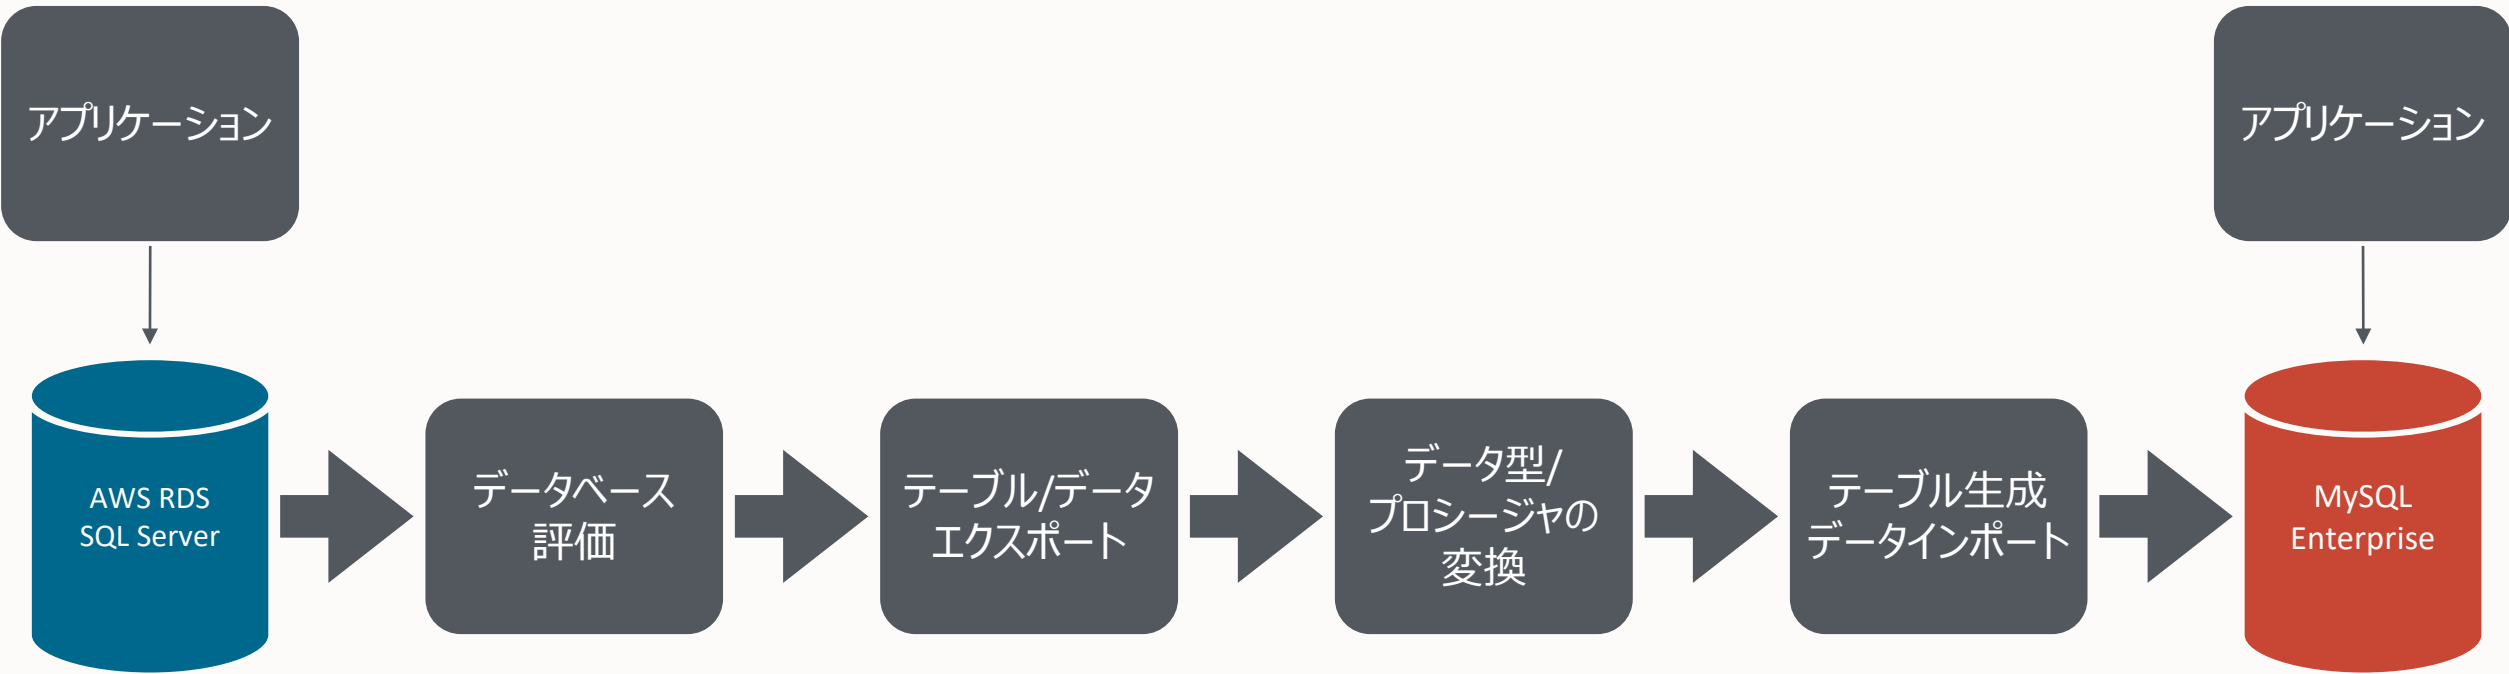 アプリケーション
アプリケーション
AWS RDS
SQL Server
データベース
評価
テーブル/データ
エクスポート
データ型/
プロシージャの
変換
テーブル生成
データインポート
MySQL
Enterprise